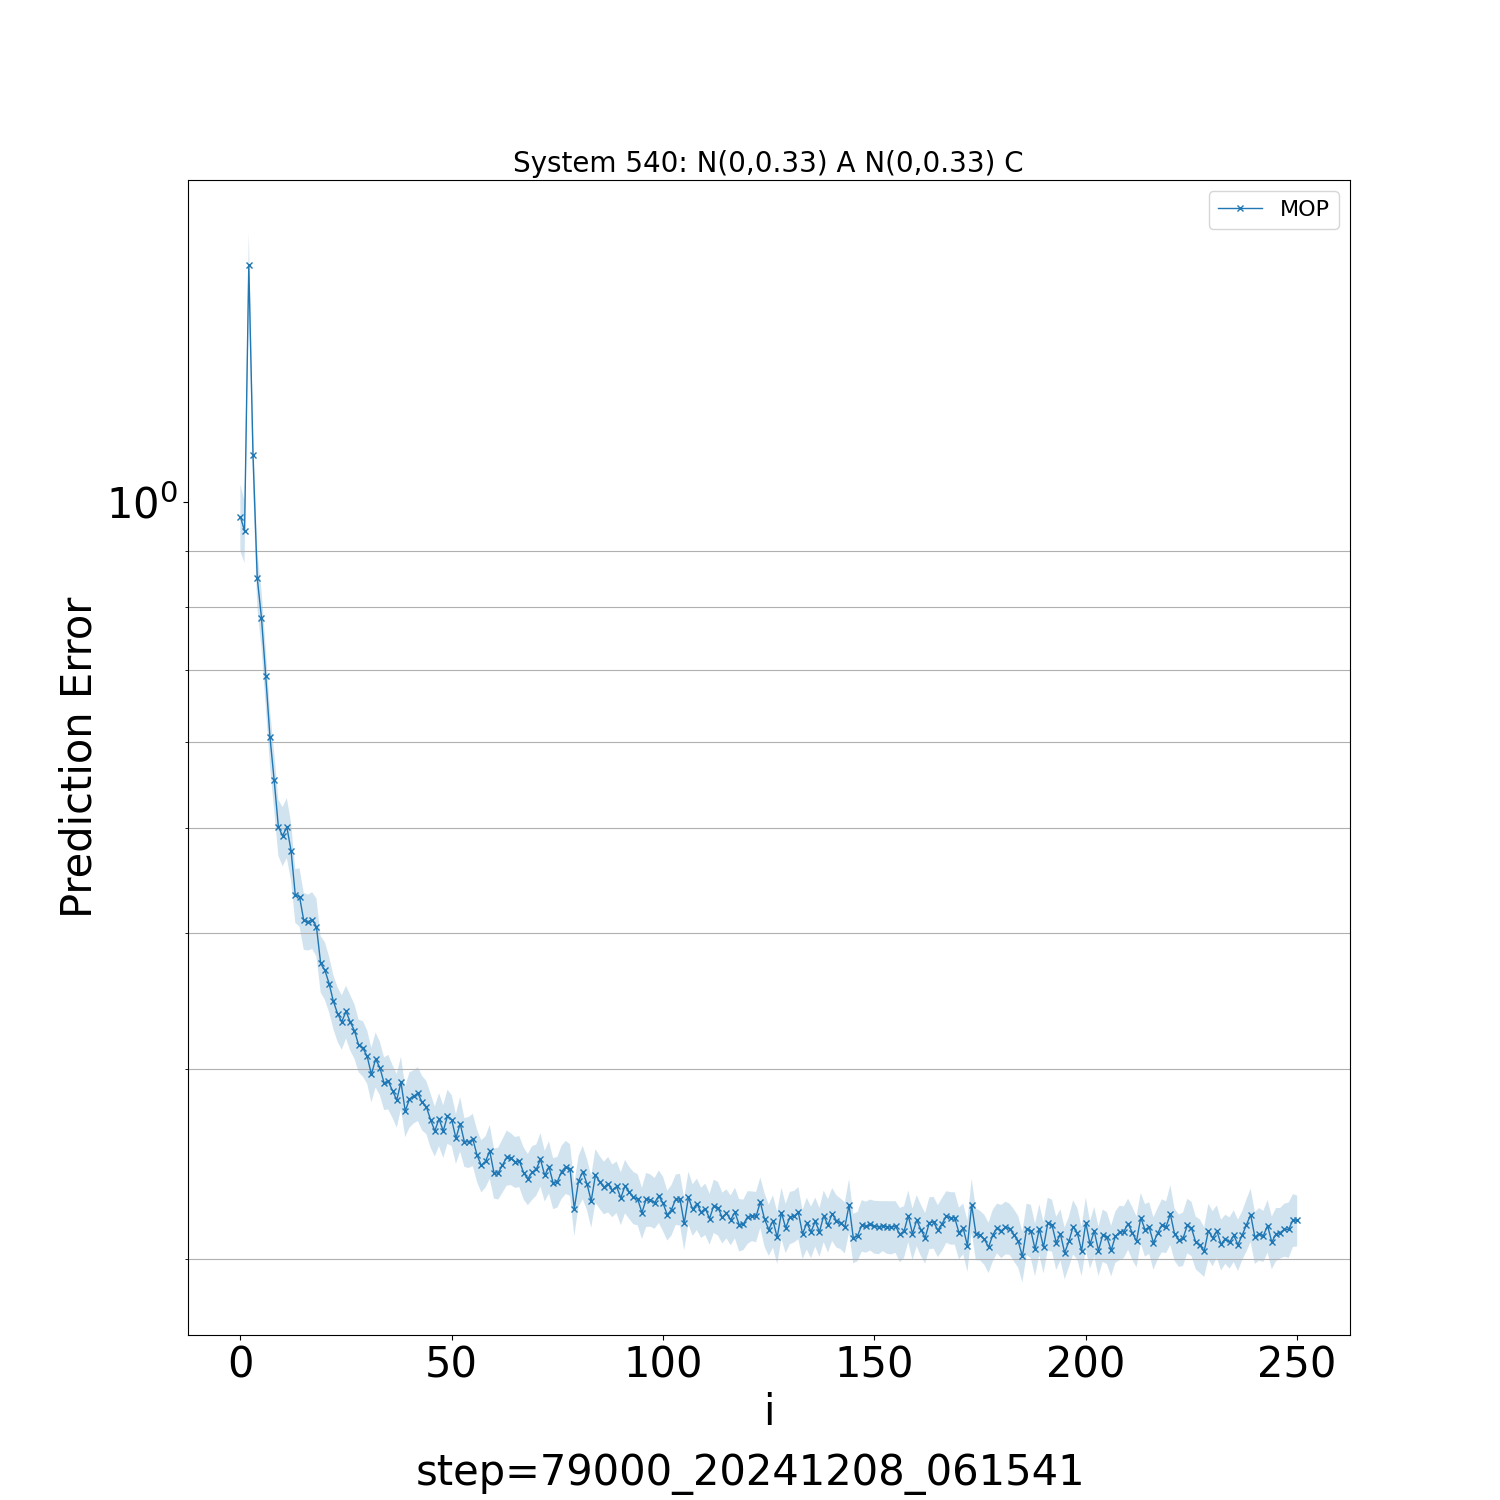 System 540: N(0,0.33) A N(0,0.33) C
MOP
10⁰
Prediction Error
0 50 100 150 200 250
i
step=79000_20241208_061541